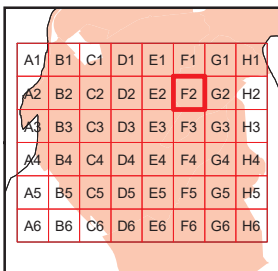 A1 B1 C1 D1 E1 F1 G1 H1
A2 B2 C2 D2 E2 F2 G2 H2
A3 B3 C3 D3 E3 F3 G3 H3
A4 B4 C4 D4 E4 F4 G4 H4
A5 B5 C5 D5 E5 F5 G5 H5
A6 B6 C6 D6 E6 F6 G6 H6